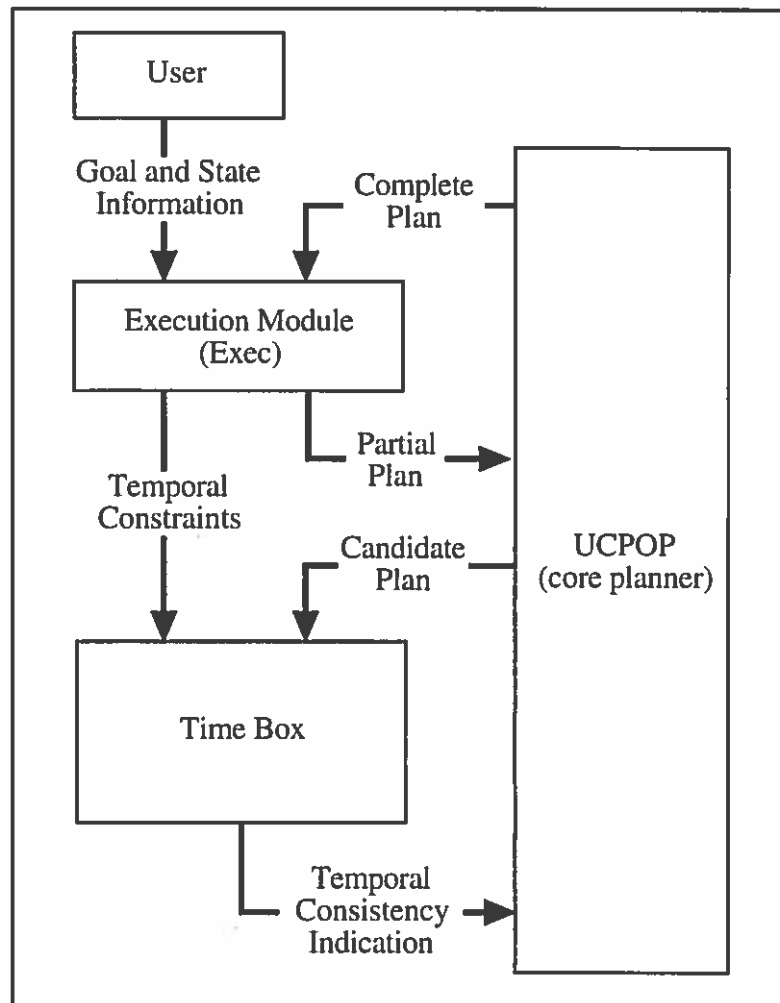 User
Goal and State
Information
Complete
Plan
Execution Module
(Exec)
Partial
Plan
Temporal
Constraints
Candidate
Plan
UCPOP
(core planner)
Time Box
Temporal
Consistency
Indication